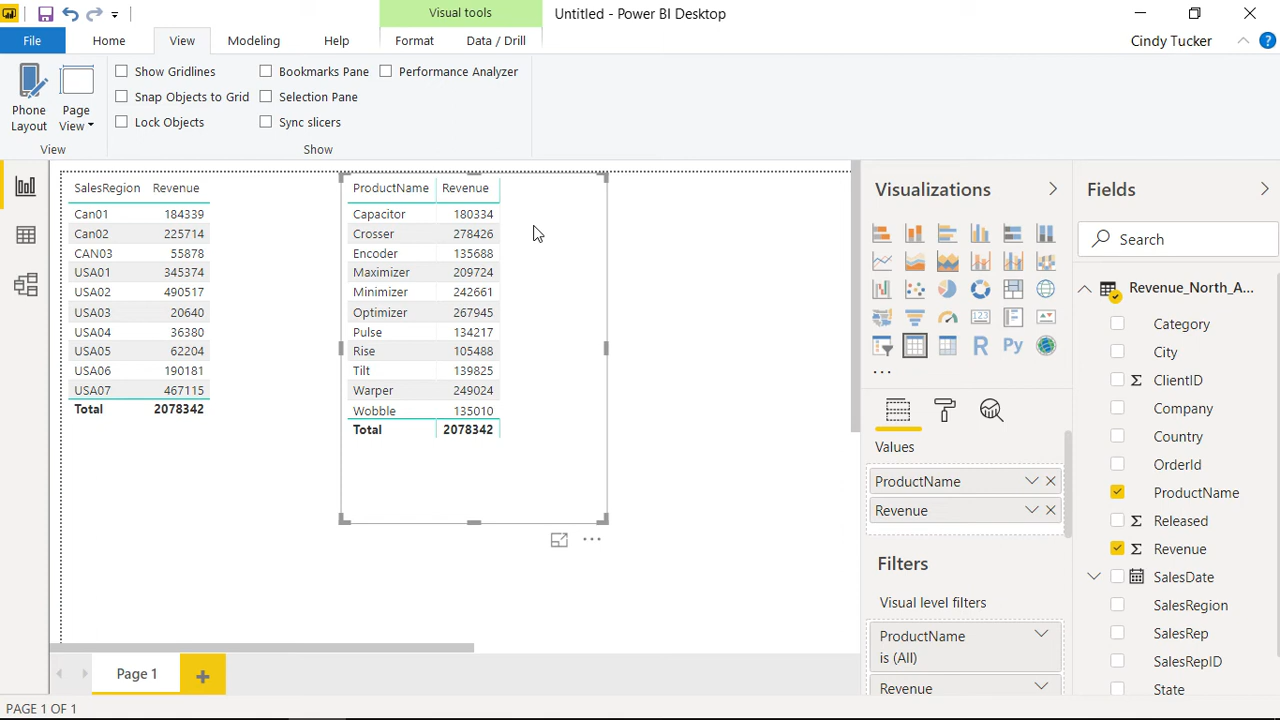 Visual tools
Untitled - Power BI Desktop
File
Home
View
Modeling
Help
Format
Data / Drill
Cindy Tucker
?
Phone Layout
Page View
Show Gridlines
Snap Objects to Grid
Lock Objects
Bookmarks Pane
Selection Pane
Sync slicers
Performance Analyzer
View
Show
SalesRegion Revenue
Can01 184339
Can02 225714
CAN03 55878
USA01 345374
USA02 490517
USA03 20640
USA04 36380
USA05 62204
USA06 190181
USA07 467115
Total 2078342
ProductName Revenue
Capacitor 180334
Crosser 278426
Encoder 135688
Maximizer 209724
Minimizer 242661
Optimizer 267945
Pulse 134217
Rise 105488
Tilt 139825
Warper 249024
Wobble 135010
Total 2078342
Visualizations
123
R
Py
Values
ProductName
Revenue
Filters
Visual level filters
ProductName
is (All)
Revenue
Fields
Search
Revenue_North_A...
Category
City
Σ ClientID
Company
Country
OrderId
ProductName
Σ Released
Σ Revenue
SalesDate
SalesRegion
SalesRep
SalesRepID
State
Page 1
+
PAGE 1 OF 1